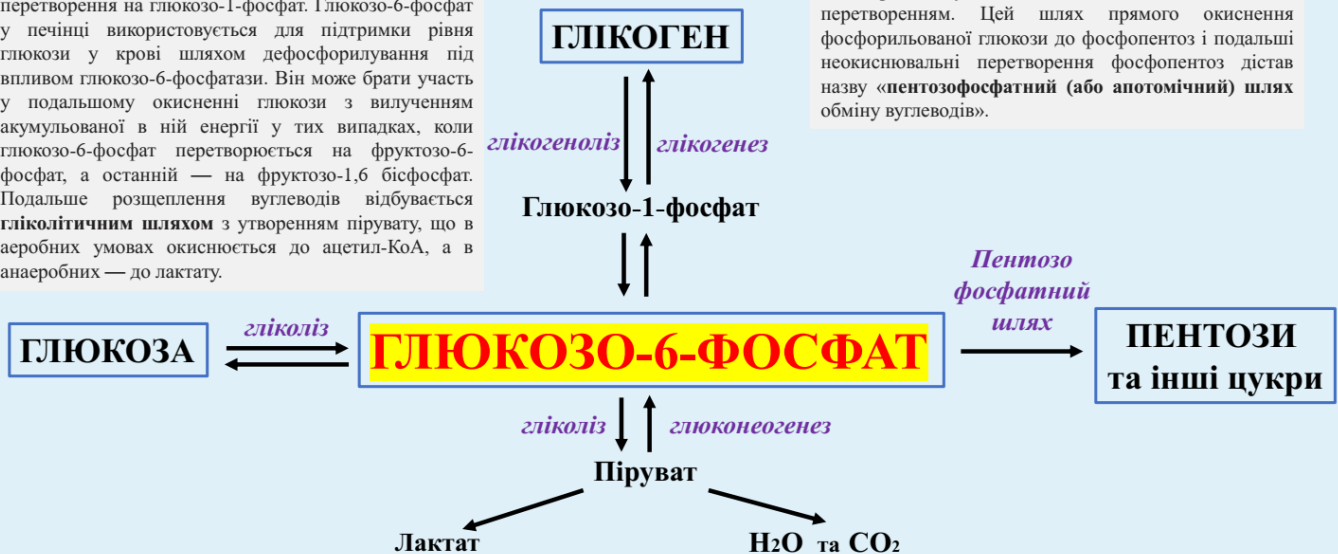 перетворення на глюкозо-1-фосфат. Глюкозо-6-фосфат
у печінці використовується для підтримки рівня
глюкози у крові шляхом дефосфорилування під
впливом глюкозо-6-фосфатази. Він може брати участь
у подальшому окисненні глюкози з вилученням
акумульованої в ній енергії у тих випадках, коли
глюкозо-6-фосфат перетворюється на фруктозо-6-
фосфат, а останній — на фруктозо-1,6 бісфосфат.
Подальше розщеплення вуглеводів відбувається
гліколітичним шляхом з утворенням пірувату, що в
аеробних умовах окиснюється до ацетил-КоА, а в
анаеробних — до лактату.
перетворенням. Цей шлях прямого окиснення
фосфорильованої глюкози до фосфопентоз і подальші
неокиснювальні перетворення фосфопентоз дістав
назву «пентозофосфатний (або апотомічний) шлях
обміну вуглеводів».
ГЛІКОГЕН
глікогеноліз
глікогенез
Глюкозо-1-фосфат
Пентозо
фосфатний
шлях
ГЛЮКОЗА
гліколіз
ГЛЮКОЗО-6-ФОСФАТ
ПЕНТОЗИ
та інші цукри
гліколіз
глюконеогенез
Піруват
Лактат
H2O та CO2